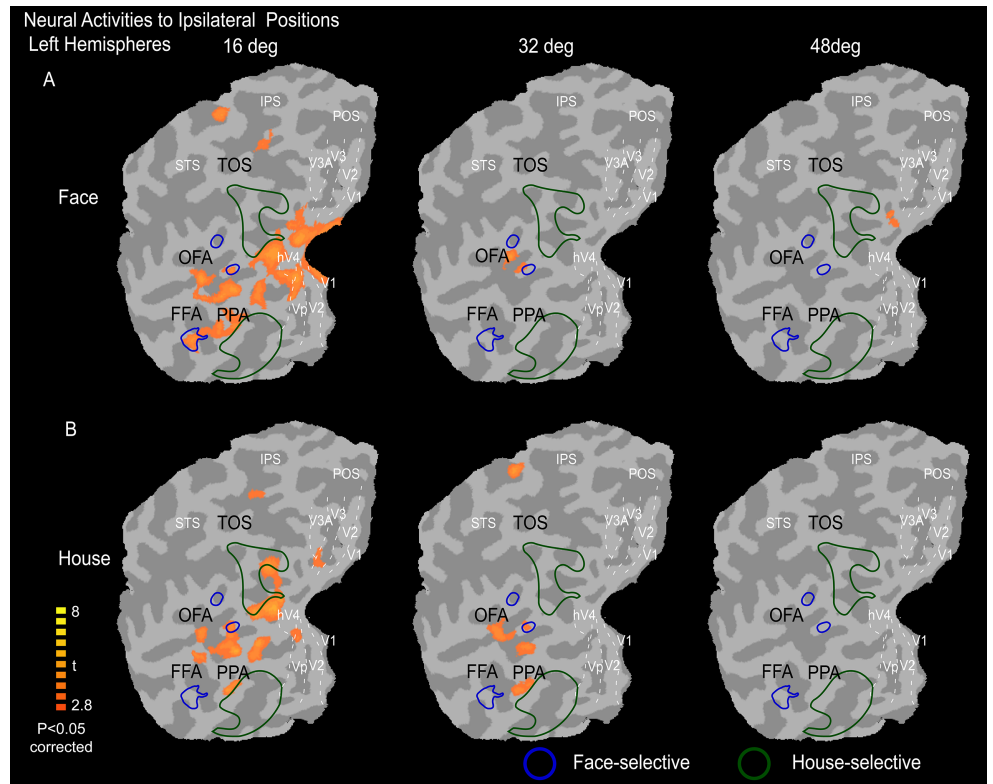 Neural Activities to Ipsilateral Positions
Left Hemispheres 16 deg 32 deg 48deg
A
IPS IPS IPS
POS POS POS
STS TOS V3A V3 STS TOS V3A V3 STS TOS V3A V3
V2 V2 V2
Face V1 V1 V1
OFA hV4 OFA hV4 OFA hV4
V1 V1 V1
FFA PPA Vp V2 FFA PPA Vp V2 FFA PPA Vp V2
B
IPS IPS IPS
POS POS POS
STS TOS V3A V3 STS TOS V3A V3 STS TOS V3A V3
V2 V2 V2
House V1 V1 V1
OFA hV4 OFA hV4 OFA hV4
8
V1 V1 V1
t FFA PPA Vp V2 FFA PPA Vp V2 FFA PPA Vp V2
2.8
P<0.05
corrected
Face-selective House-selective